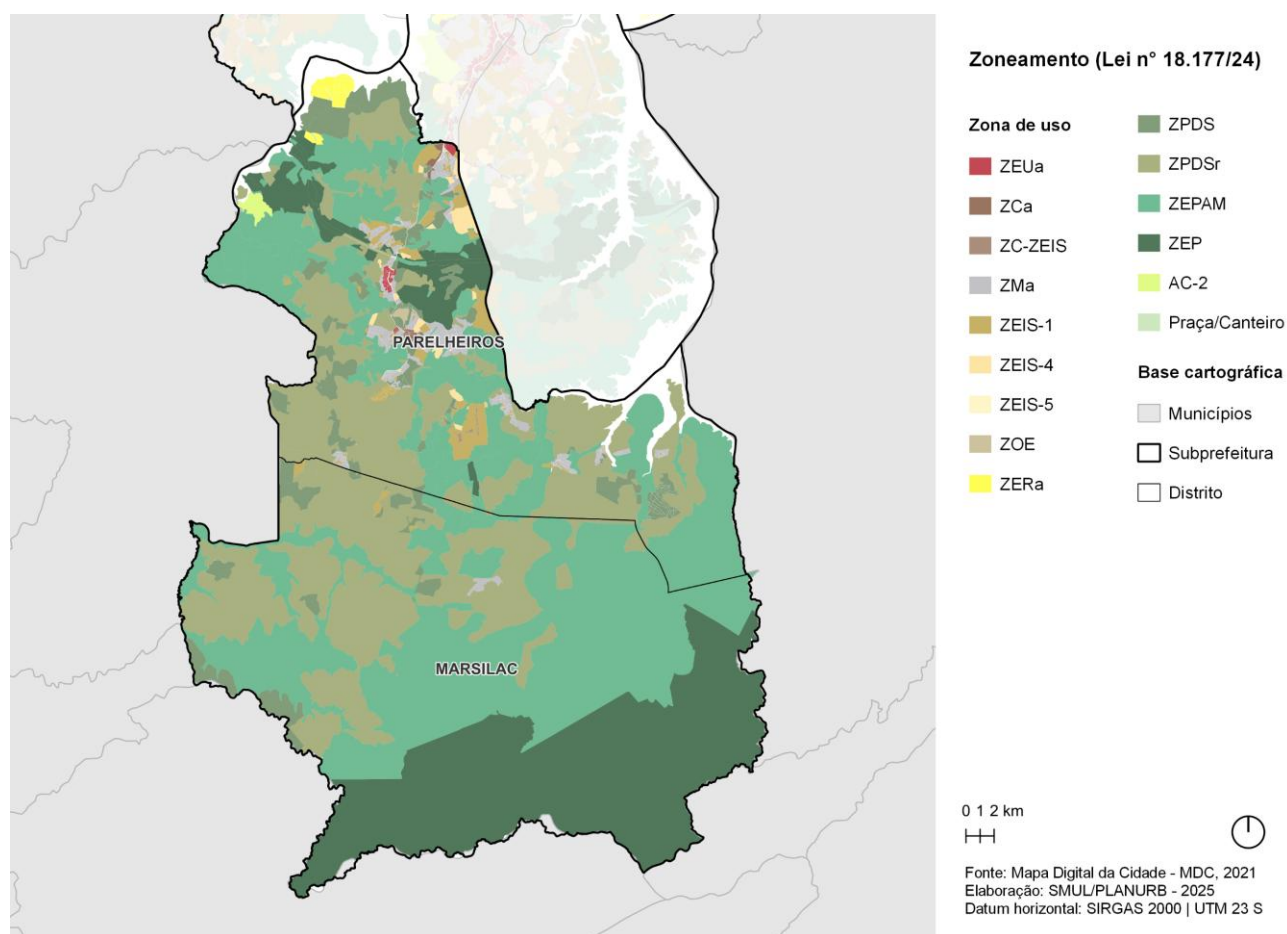 Zoneamento (Lei n° 18.177/24)
Zona de uso
ZEUa
ZCa
ZC-ZEIS
ZMa
ZEIS-1
ZEIS-4
ZEIS-5
ZOE
ZERa
ZPDS
ZPDSr
ZEPAM
ZEP
AC-2
Praça/Canteiro
Base cartográfica
Municípios
Subprefeitura
Distrito
PARELHEIROS
MARSILAC
0 1 2 km
Fonte: Mapa Digital da Cidade - MDC, 2021
Elaboração: SMUL/PLANURB - 2025
Datum horizontal: SIRGAS 2000 | UTM 23 S